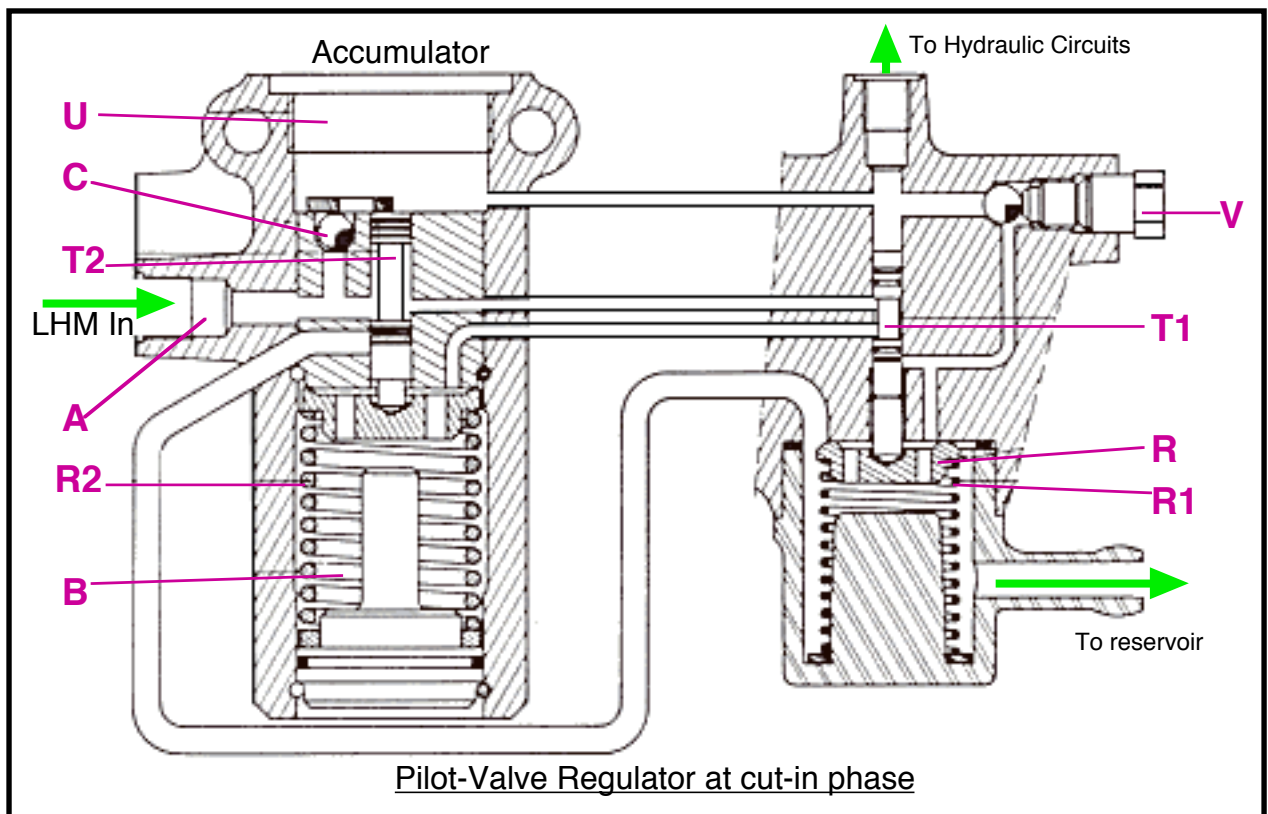 Accumulator
To Hydraulic Circuits
U
C
V
T2
LHM In
T1
A
R
R2
R1
B
To reservoir
Pilot-Valve Regulator at cut-in phase